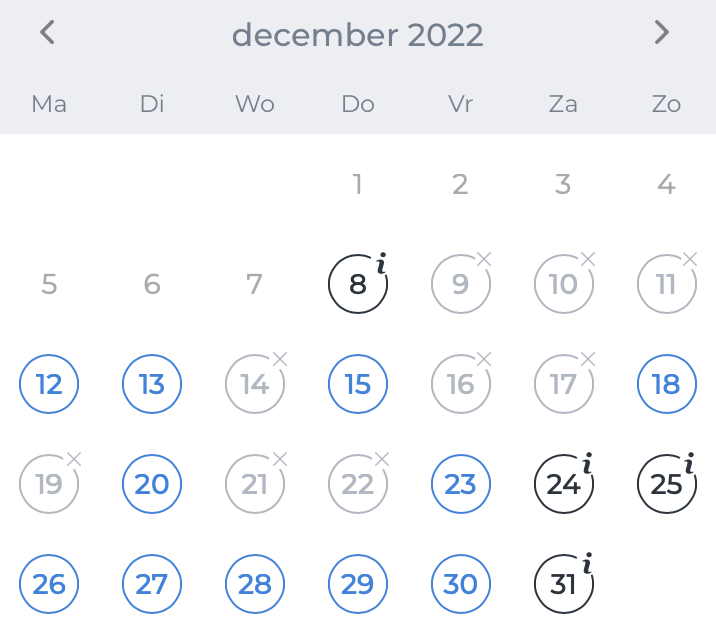 december 2022
Ma Di Wo Do Vr Za Zo
1 2 3 4
5 6 7 8 i 9 10 11
12 13 14 15 16 17 18
19 20 21 22 23 24 i 25 i
26 27 28 29 30 31 i